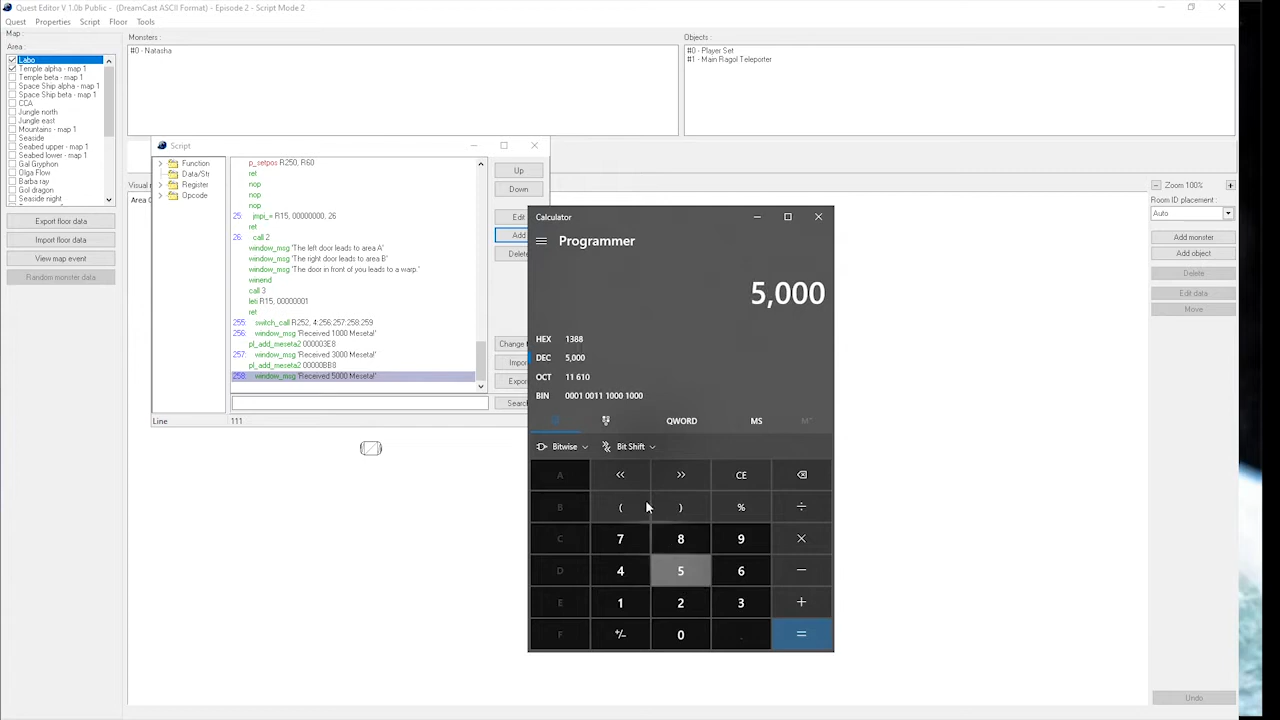 Quest Editor V 1.0b Public - (DreamCast ASCII Format) - Episode 2 - Script Mode 2
Quest Properties Script Floor Tools
Map :
Area :
Labo
Temple alpha - map 1
Temple beta - map 1
Space Ship alpha - map 1
Space Ship beta - map 1
CCA
Jungle north
Jungle east
Mountains - map 1
Seaside
Seabed upper - map 1
Seabed lower - map 1
Gal Gryphon
Olga Flow
Barba ray
Gol dragon
Seaside night
Export floor data
Import floor data
View map event
Random monster data
Monsters :
#0 - Natasha
Objects :
#0 - Player Set
#1 - Main Ragol Teleporter
Script
Function
Data/Str
Register
Opcode
p_setpos R250, R60
ret
nop
nop
nop
25: jmpi_= R15, 00000000, 26
ret
26: call 2
window_msg 'The left door leads to area A'
window_msg 'The right door leads to area B'
window_msg 'The door in front of you leads to a warp.'
winend
call 3
leti R15, 00000001
ret
255: switch_call R252, 4:256:257:258:259
256: window_msg 'Received 1000 Meseta!'
pl_add_meseta2 000003E8
257: window_msg 'Received 3000 Meseta!'
pl_add_meseta2 00000BB8
258: window_msg 'Received 5000 Meseta!'
Line 111
Up
Down
Edit
Add
Delete
Change
Import
Export
Search
Visual
Area
Zoom 100%
Room ID placement :
Auto
Add monster
Add object
Delete
Edit data
Move
Undo
Calculator
Programmer
5,000
HEX 1388
DEC 5,000
OCT 11 610
BIN 0001 0011 1000 1000
QWORD MS M
Bitwise Bit Shift
A << >> CE
B ( ) % ÷
C 7 8 9 ×
D 4 5 6 −
E 1 2 3 +
F +/- 0 . =